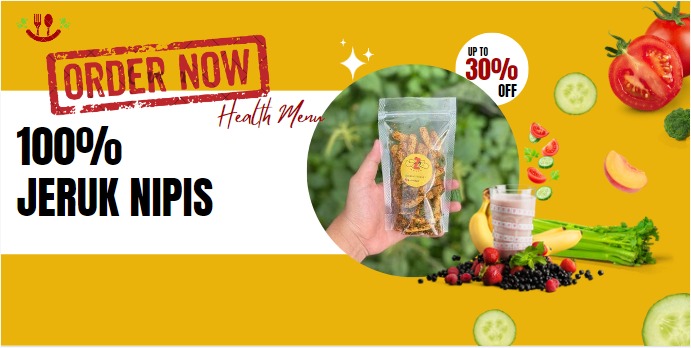 ORDER NOW
Health Menu
100%
JERUK NIPIS
UP TO
30%
OFF